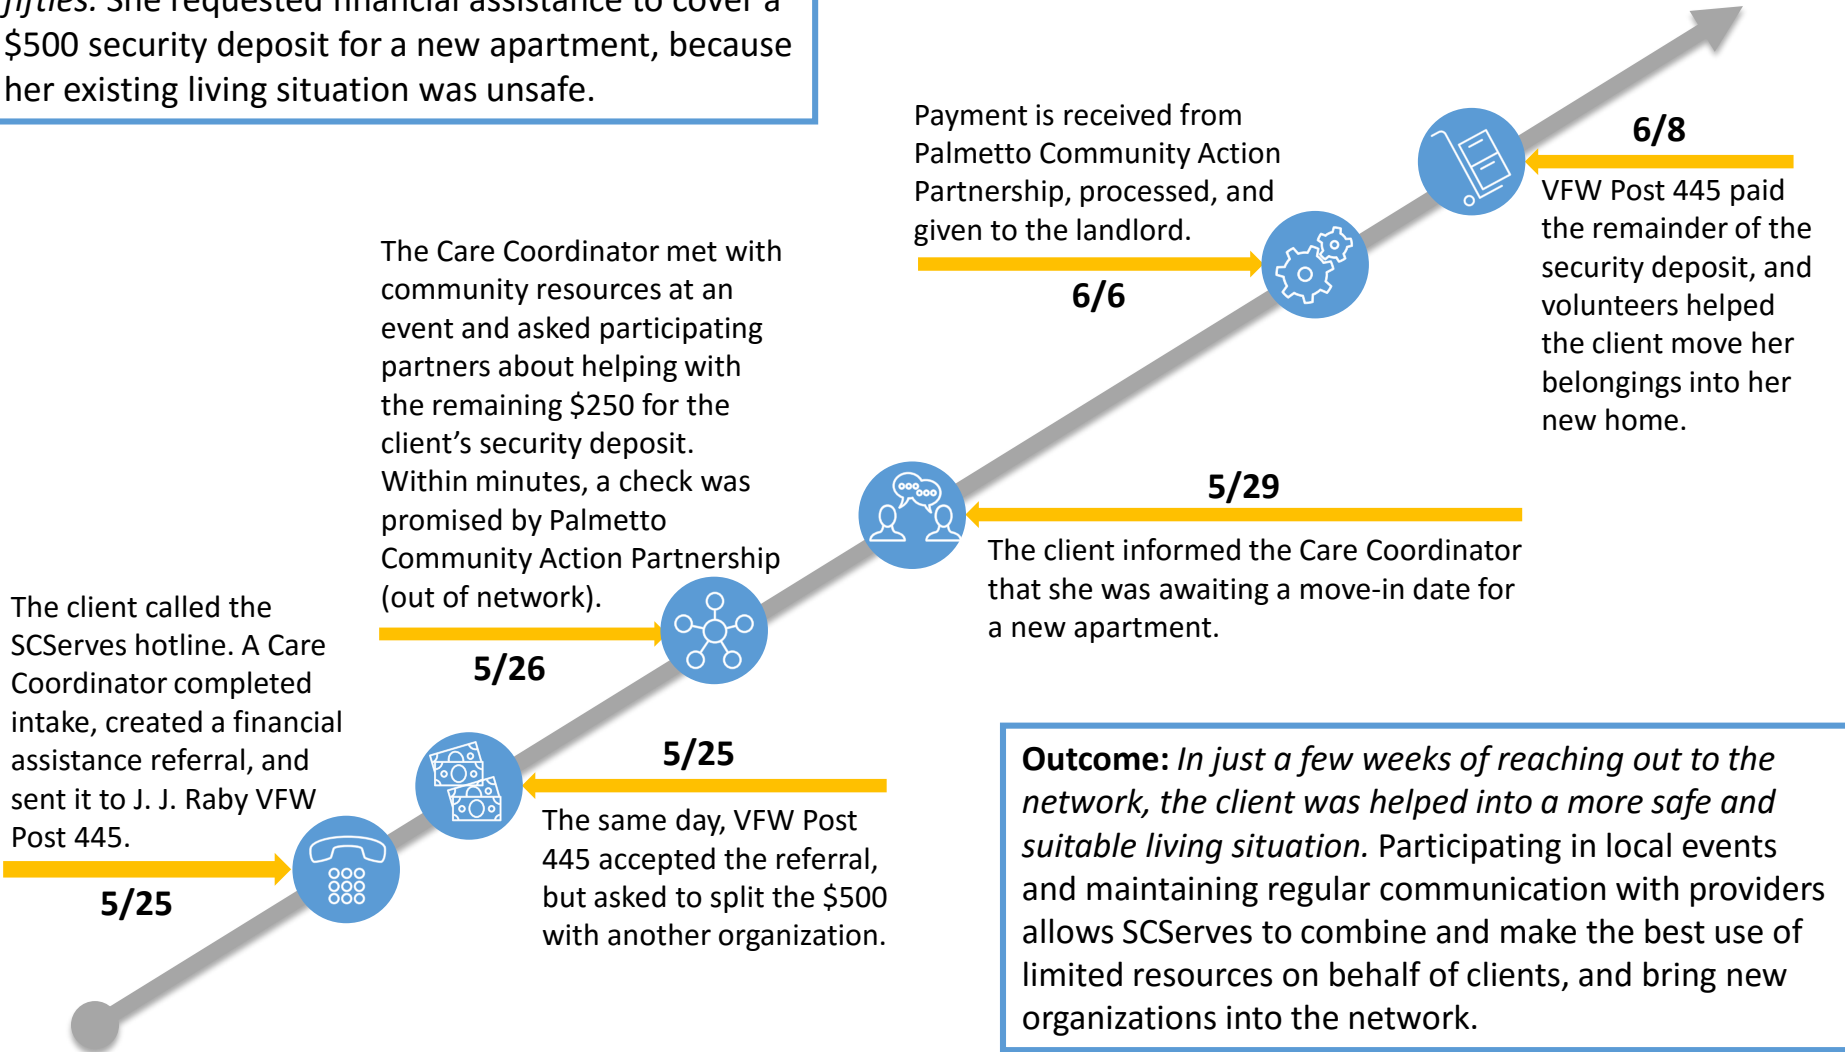 fifties. She requested financial assistance to cover a
$500 security deposit for a new apartment, because
her existing living situation was unsafe.
The client called the
SCServes hotline. A Care
Coordinator completed
intake, created a financial
assistance referral, and
sent it to J. J. Raby VFW
Post 445.
5/25
5/25
The same day, VFW Post
445 accepted the referral,
but asked to split the $500
with another organization.
The Care Coordinator met with
community resources at an
event and asked participating
partners about helping with
the remaining $250 for the
client’s security deposit.
Within minutes, a check was
promised by Palmetto
Community Action Partnership
(out of network).
5/26
5/29
The client informed the Care Coordinator
that she was awaiting a move-in date for
a new apartment.
Payment is received from
Palmetto Community Action
Partnership, processed, and
given to the landlord.
6/6
6/8
VFW Post 445 paid
the remainder of the
security deposit, and
volunteers helped
the client move her
belongings into her
new home.
Outcome: In just a few weeks of reaching out to the
network, the client was helped into a more safe and
suitable living situation. Participating in local events
and maintaining regular communication with providers
allows SCServes to combine and make the best use of
limited resources on behalf of clients, and bring new
organizations into the network.